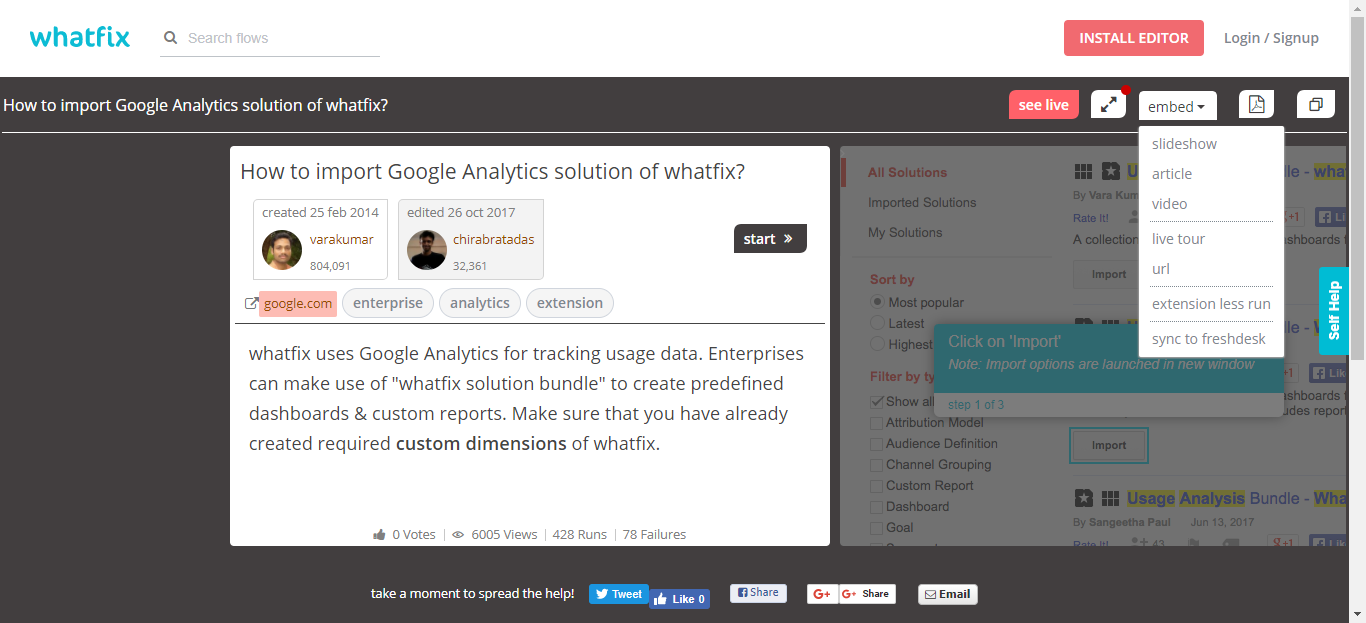 whatfix
Search flows
INSTALL EDITOR
Login / Signup
How to import Google Analytics solution of whatfix?
see live
embed
slideshow
article
video
live tour
url
extension less run
sync to freshdesk
How to import Google Analytics solution of whatfix?
created 25 feb 2014
varakumar
804,091
edited 26 oct 2017
chirabratadas
32,361
start »
google.com
enterprise
analytics
extension
whatfix uses Google Analytics for tracking usage data. Enterprises
can make use of "whatfix solution bundle" to create predefined
dashboards & custom reports. Make sure that you have already
created required custom dimensions of whatfix.
0 Votes
6005 Views
428 Runs
78 Failures
All Solutions
Imported Solutions
My Solutions
Sort by
Most popular
Latest
Highest
Filter by ty
Show all
Attribution Model
Audience Definition
Channel Grouping
Custom Report
Dashboard
Goal
By Vara Kum
Rate It!
+1
Li
A collection
shboards f
Import
Click on 'Import'
Note: Import options are launched in new window
step 1 of 3
Import
Usage Analysis Bundle - Wha
By Sangeetha Paul
Jun 13, 2017
Rate It!
43
g+1
Lik
Self Help
take a moment to spread the help!
Tweet
Like 0
Share
G+
G+ Share
Email